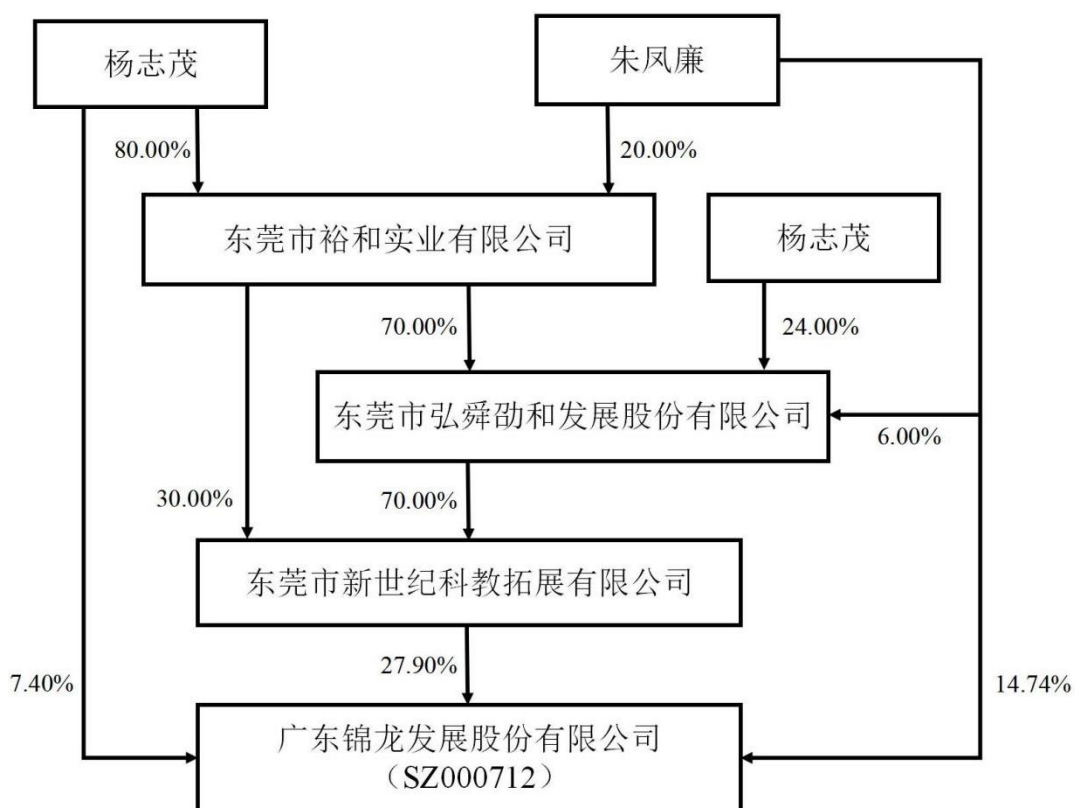 杨志茂
朱凤廉
80.00%
20.00%
东莞市裕和实业有限公司
杨志茂
70.00%
24.00%
东莞市弘舜劭和发展股份有限公司
6.00%
30.00%
70.00%
东莞市新世纪科教拓展有限公司
7.40%
27.90%
14.74%
广东锦龙发展股份有限公司
（SZ000712）